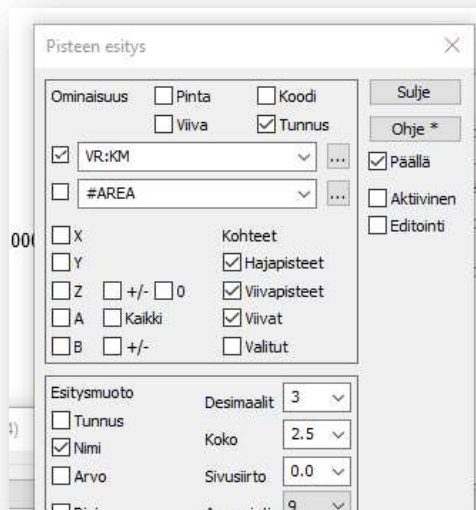 Pisteen esitys
Ominaisuus Pinta Koodi Sulje
Viiva Tunnus Ohje *
VR:KM ... Päällä
#AREA ... Aktiivinen
Editointi
X Kohteet
Y Hajapisteet
Z +/- 0 Viivapisteet
A Kaikki Viivat
B +/- Valitut
Esitysmuoto Desimaalit 3
Tunnus
Nimi Koko 2.5
Arvo Sivusiirto 0.0
9